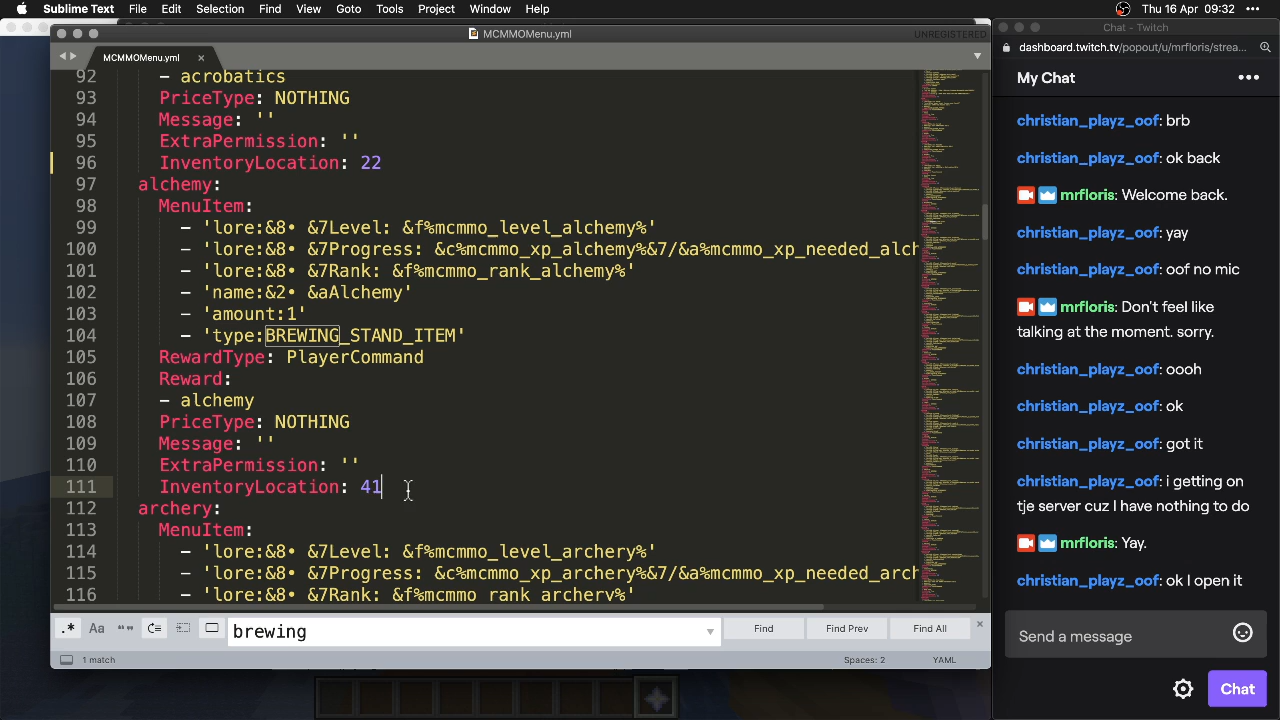 Sublime Text File Edit Selection Find View Goto Tools Project Window Help
Thu 16 Apr 09:32
MCMMOMenu.yml
UNREGISTERED
MCMMOMenu.yml
92 - acrobatics
93 PriceType: NOTHING
94 Message: ''
95 ExtraPermission: ''
96 InventoryLocation: 22
97 alchemy:
98 MenuItem:
99 - 'lore:&8• &7Level: &f%mcmmo_level_alchemy%'
100 - 'lore:&8• &7Progress: &c%mcmmo_xp_alchemy%&7/&a%mcmmo_xp_needed_alch
101 - 'lore:&8• &7Rank: &f%mcmmo_rank_alchemy%'
102 - 'name:&2• &aAlchemy'
103 - 'amount:1'
104 - 'type:BREWING_STAND_ITEM'
105 RewardType: PlayerCommand
106 Reward:
107 - alchemy
108 PriceType: NOTHING
109 Message: ''
110 ExtraPermission: ''
111 InventoryLocation: 41
112 archery:
113 MenuItem:
114 - 'lore:&8• &7Level: &f%mcmmo_level_archery%'
115 - 'lore:&8• &7Progress: &c%mcmmo_xp_archery%&7/&a%mcmmo_xp_needed_arch
116 - 'lore:&8• &7Rank: &f%mcmmo_rank_archery%'
.* Aa “” brewing Find Find Prev Find All
1 match
Spaces: 2
YAML
Chat - Twitch
dashboard.twitch.tv/popout/u/mrfloris/strea...
My Chat
christian_playz_oof: brb
christian_playz_oof: ok back
mrfloris: Welcome back.
christian_playz_oof: yay
christian_playz_oof: ooh no mic
mrfloris: Don't feel like
talking at the moment. sorry.
christian_playz_oof: oooh
christian_playz_oof: ok
christian_playz_oof: got it
christian_playz_oof: i getting on
tie sever so u have more ppl ob
mrfloris: Yay.
christian_playz_oof: ok I open it
Send a message
Chat